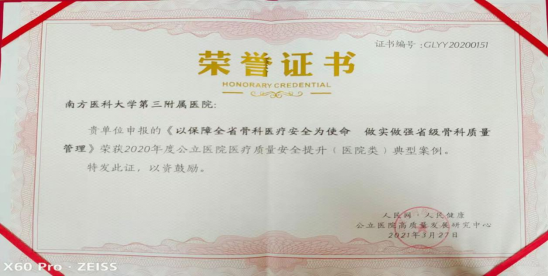 证书编号：GLYY20200151
荣誉证书
HONORARY CREDENTIAL
南方医科大学第三附属医院：
贵单位申报的《以保障全省骨科医疗安全为使命 做实做强省级骨科质量
管理》荣获2020年度公立医院医疗质量安全提升（医院类）典型案例。
特发此证，以资鼓励。
人民网·人民健康
公立医院高质量发展研究中心
2021年3月27日
X60 Pro · ZEISS